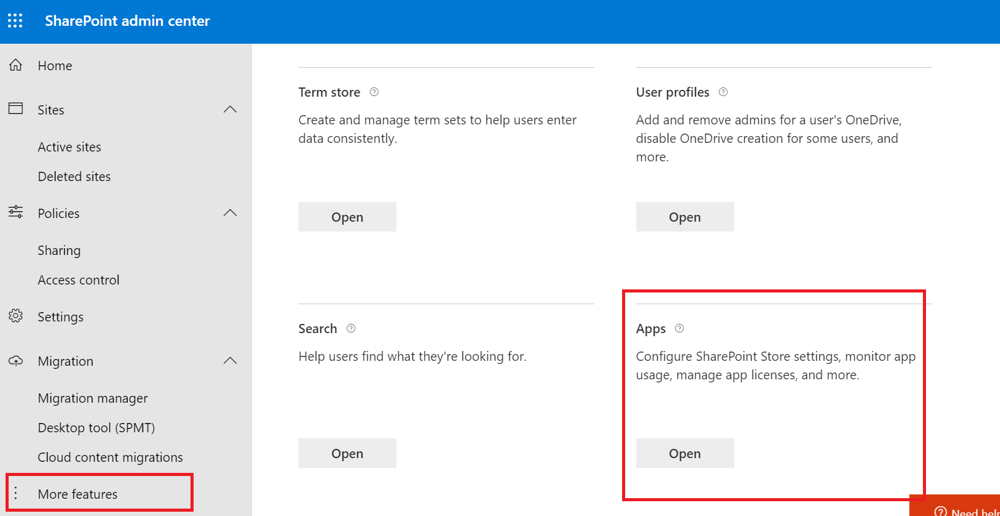 SharePoint admin center
Home
Sites
Active sites
Deleted sites
Policies
Sharing
Access control
Settings
Migration
Migration manager
Desktop tool (SPMT)
Cloud content migrations
More features
Term store
Create and manage term sets to help users enter
data consistently.
Open
User profiles
Add and remove admins for a user's OneDrive,
disable OneDrive creation for some users, and
more.
Open
Search
Help users find what they're looking for.
Open
Apps
Configure SharePoint Store settings, monitor app
usage, manage app licenses, and more.
Open
Need help